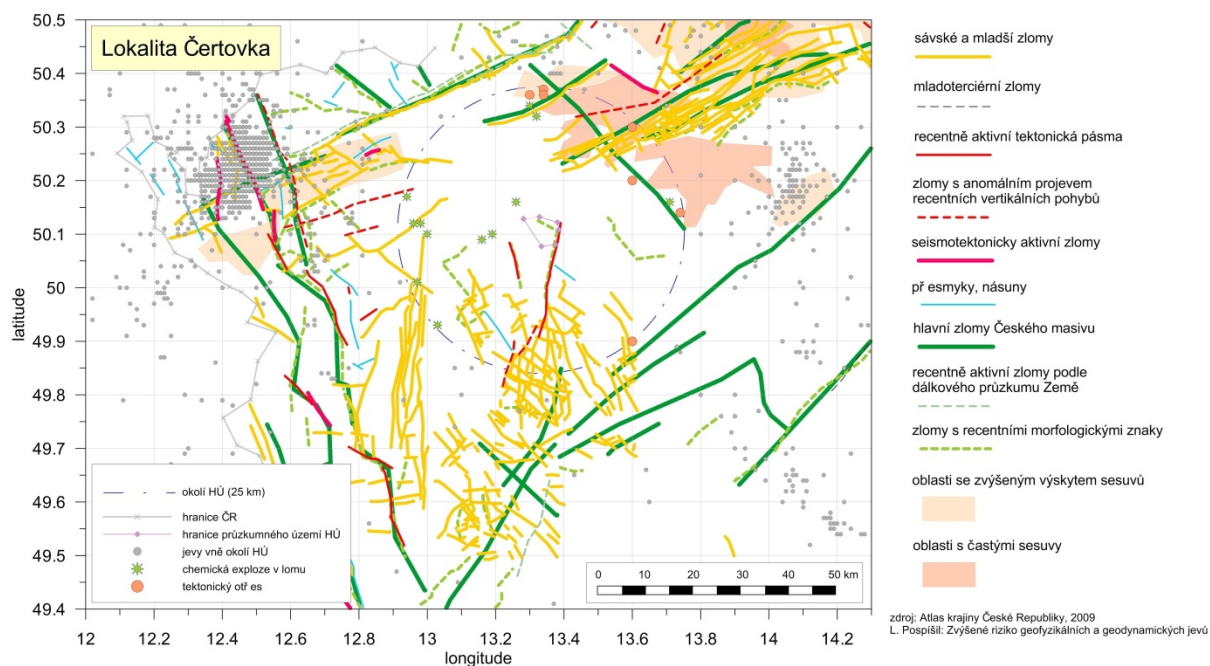 Lokalita Čertovka
latitude
50.5
50.4
50.3
50.2
50.1
50
49.9
49.8
49.7
49.6
49.5
49.4
12
12.2
12.4
12.6
12.8
13
13.2
13.4
13.6
13.8
14
14.2
longitude
okolí HÚ (25 km)
hranice ČR
hranice průzkumného území HÚ
jevy vně okolí HÚ
chemická exploze v lomu
tektonický otř es
0 10 20 30 40 50 km
sávské a mladší zlomy
mladoterciérní zlomy
recentně aktivní tektonická pásma
zlomy s anomálním projevem
recentních vertikálních pohybů
seismotektonicky aktivní zlomy
př esmyky, násuny
hlavní zlomy Českého masivu
recentně aktivní zlomy podle
dálkového průzkumu Země
zlomy s recentními morfologickými znaky
oblasti se zvýšeným výskytem sesuvů
oblasti s častými sesuvy
zdroj: Atlas krajiny České Republiky, 2009
L. Pospíšil: Zvýšené riziko geofyzikálních a geodynamických jevů